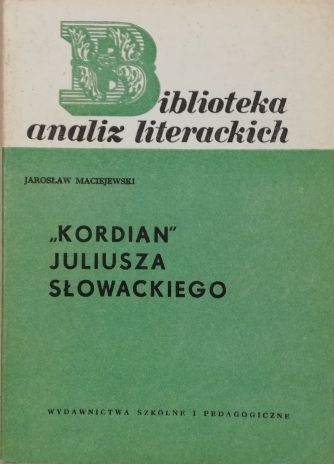 Biblioteka
analiz literackich
JAROSŁAW MACIEJEWSKI
„KORDIAN”
JULIUSZA
SŁOWACKIEGO
WYDAWNICTWA SZKOLNE I PEDAGOGICZNE